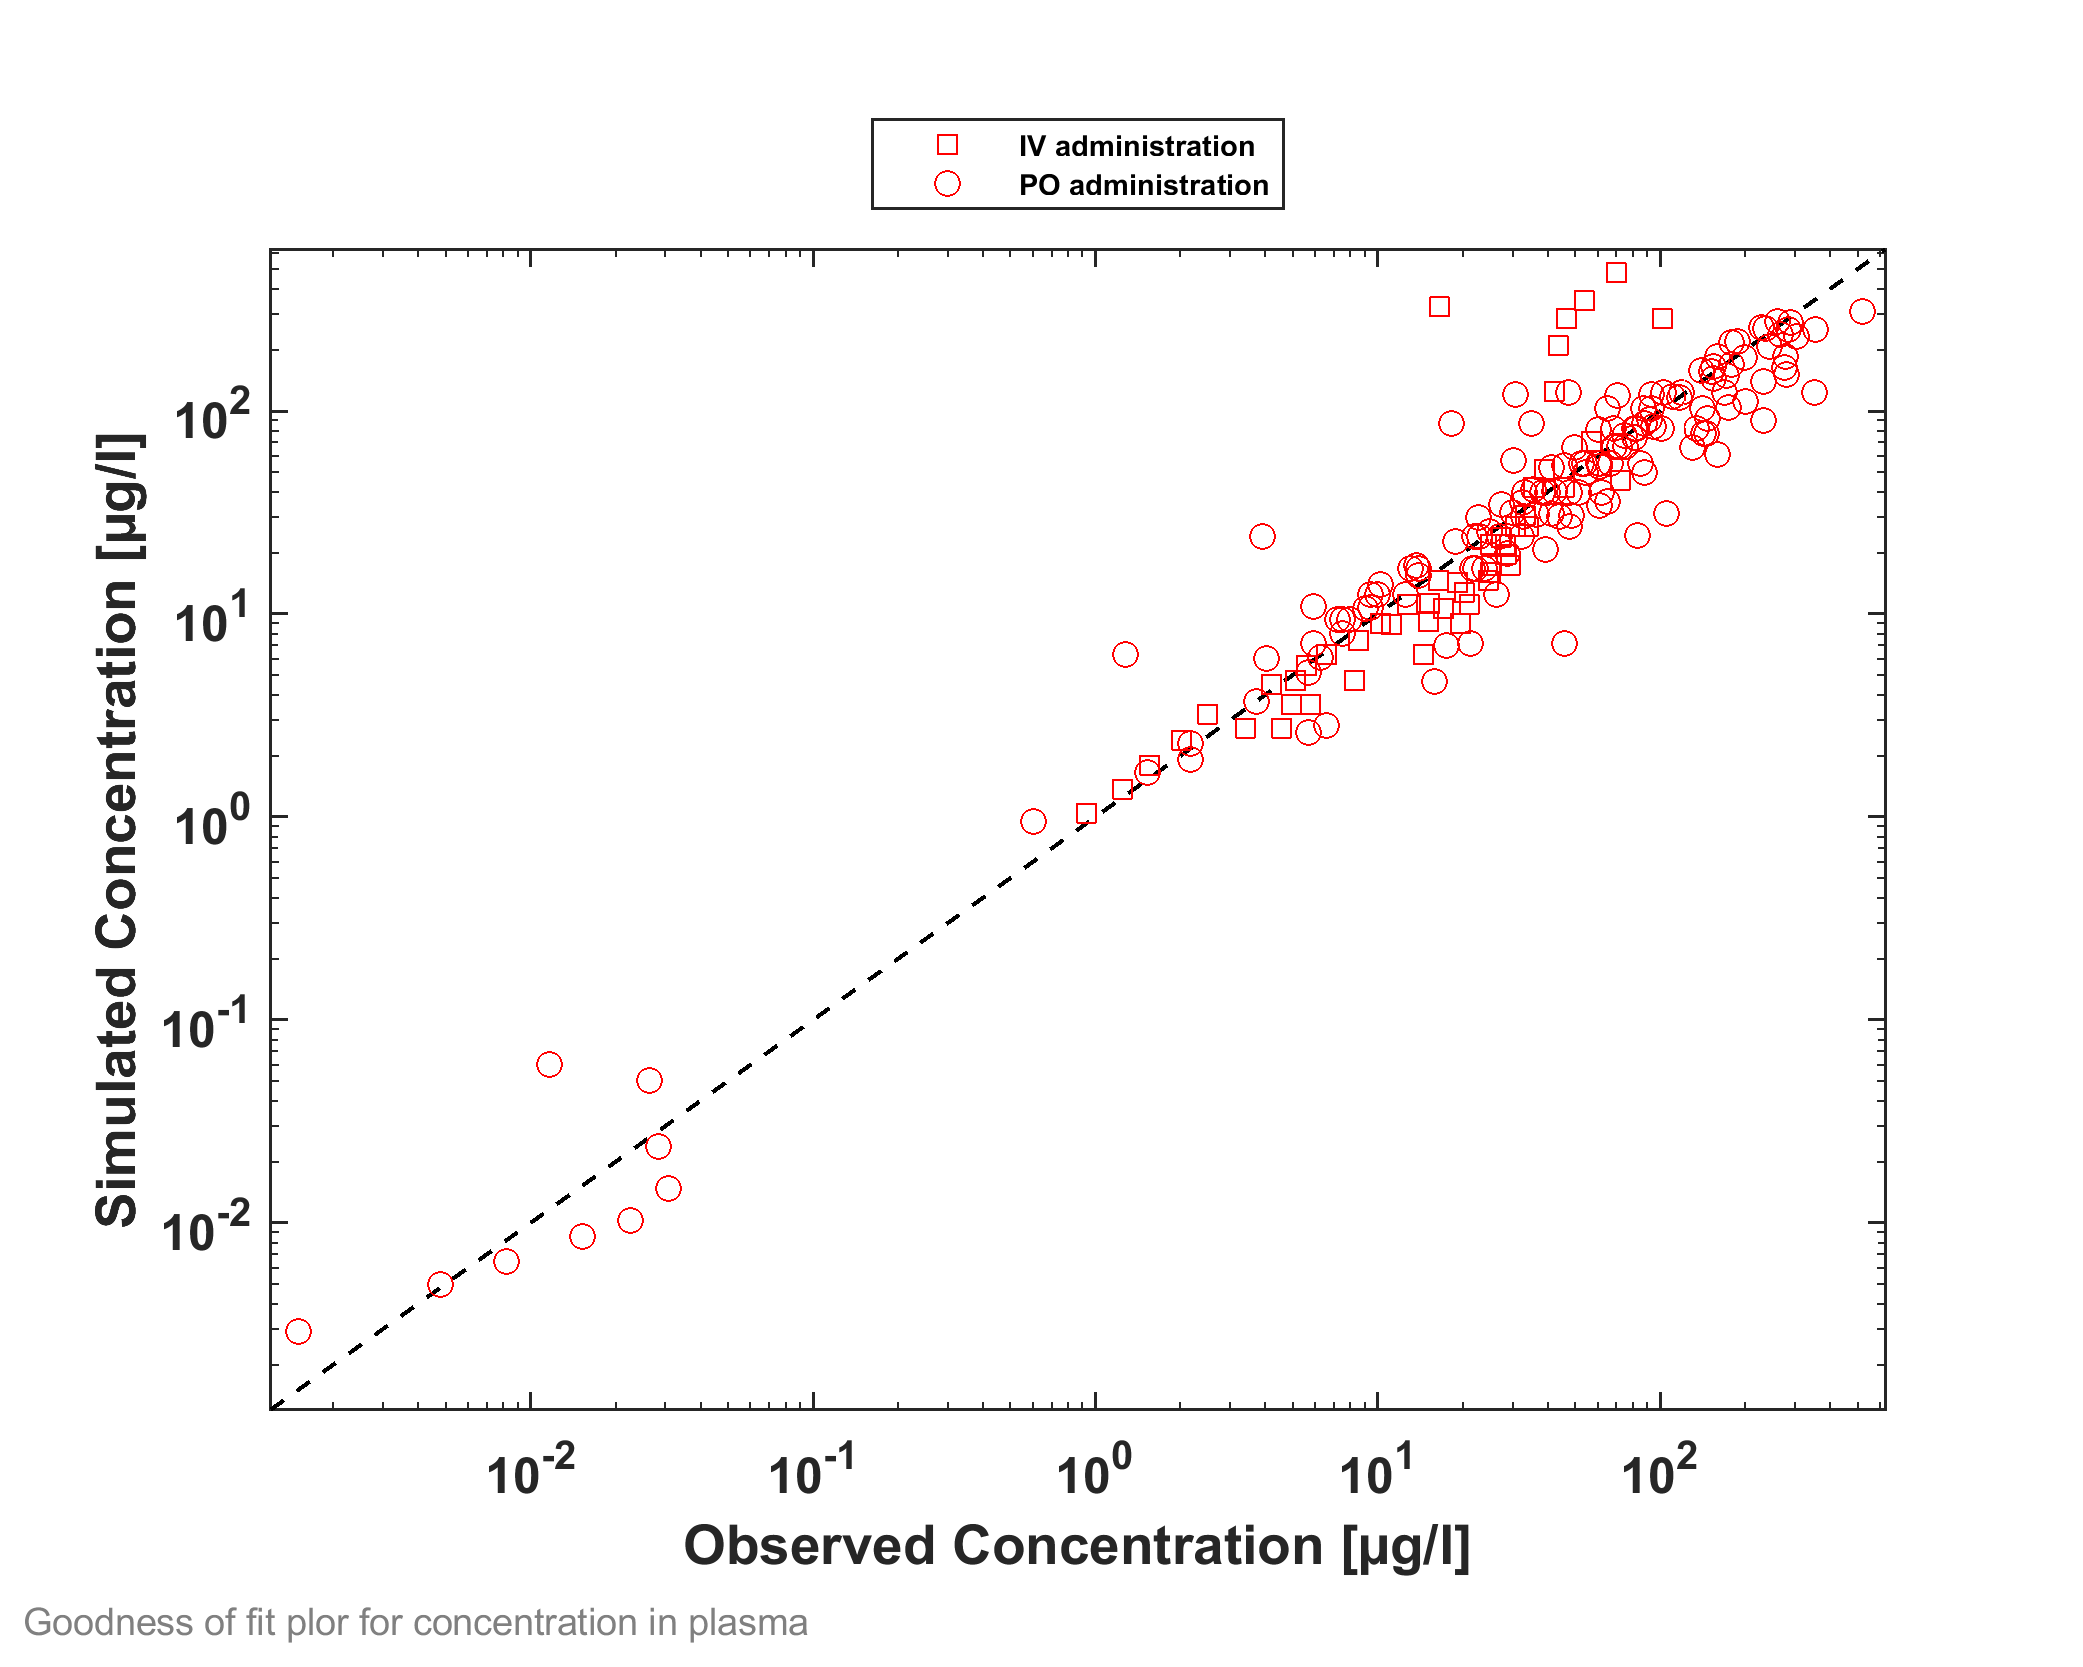 IV administration
PO administration
Simulated Concentration [µg/l]
10^2
10^1
10^0
10^-1
10^-2
10^-2
10^-1
10^0
10^1
10^2
Observed Concentration [µg/l]
Goodness of fit plor for concentration in plasma